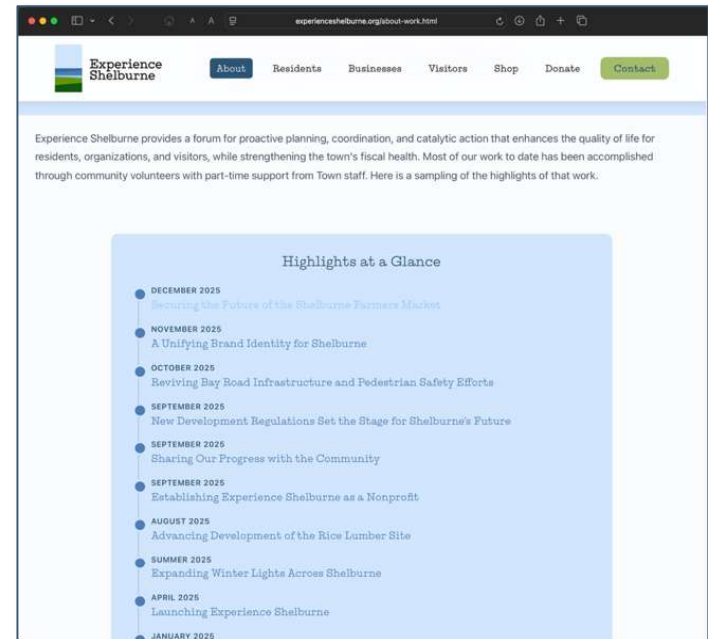 experienceshelburne.org/about-work.html
Experience
Shelburne
About
Residents
Businesses
Visitors
Shop
Donate
Contact
Experience Shelburne provides a forum for proactive planning, coordination, and catalytic action that enhances the quality of life for
residents, organizations, and visitors, while strengthening the town's fiscal health. Most of our work to date has been accomplished
through community volunteers with part-time support from Town staff. Here is a sampling of the highlights of that work.
Highlights at a Glance
DECEMBER 2025
Securing the Future of the Shelburne Farmers Market
NOVEMBER 2025
A Unifying Brand Identity for Shelburne
OCTOBER 2025
Reviving Bay Road Infrastructure and Pedestrian Safety Efforts
SEPTEMBER 2025
New Development Regulations Set the Stage for Shelburne's Future
SEPTEMBER 2025
Sharing Our Progress with the Community
SEPTEMBER 2025
Establishing Experience Shelburne as a Nonprofit
AUGUST 2025
Advancing Development of the Rice Lumber Site
SUMMER 2025
Expanding Winter Lights Across Shelburne
APRIL 2025
Launching Experience Shelburne
JANUARY 2025